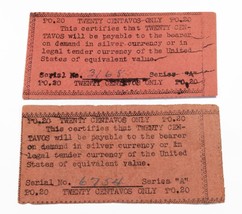 P0.20 TWENTY CENTAVOS ONLY P0.20
This certifies that TWENTY CENTAVOS
will be payable to the bearer
on demand in silver currency or in
legal tender currency of the United
States of equivalent value.
Serial No. Series "A"
P0.20 TWENTY CENTAVOS ONLY P0.20
P0.20 TWENTY CENTAVOS ONLY P0.20
This certifies that TWENTY CEN-
TAVOS will be payable to the bearer
on demand in silver currency or in
legal tender currency of the United
States of equivalent value.
Serial No. Series "A"
P0.20 TWENTY CENTAVOS ONLY P0.20